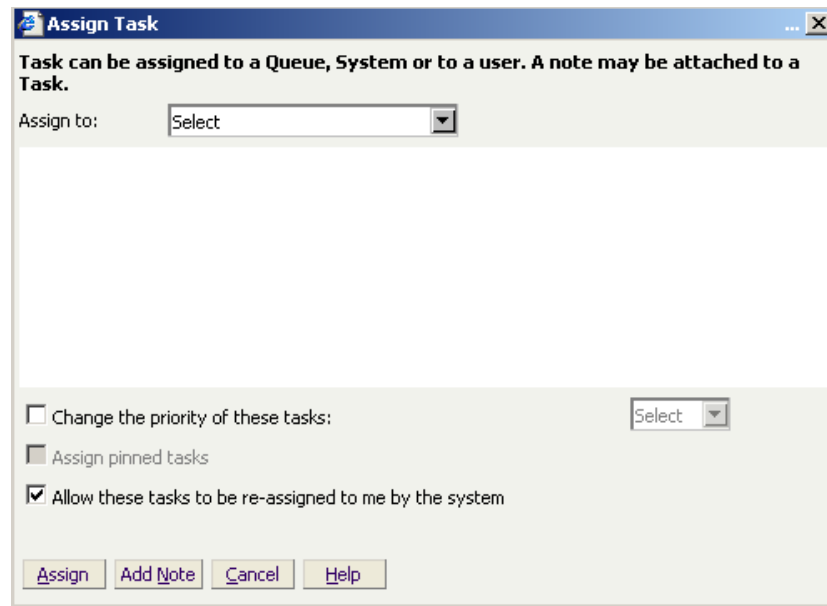 Assign Task
...
Task can be assigned to a Queue, System or to a user. A note may be attached to a
Task.
Assign to: Select
Change the priority of these tasks: Select
Assign pinned tasks
Allow these tasks to be re-assigned to me by the system
Assign Add Note Cancel Help